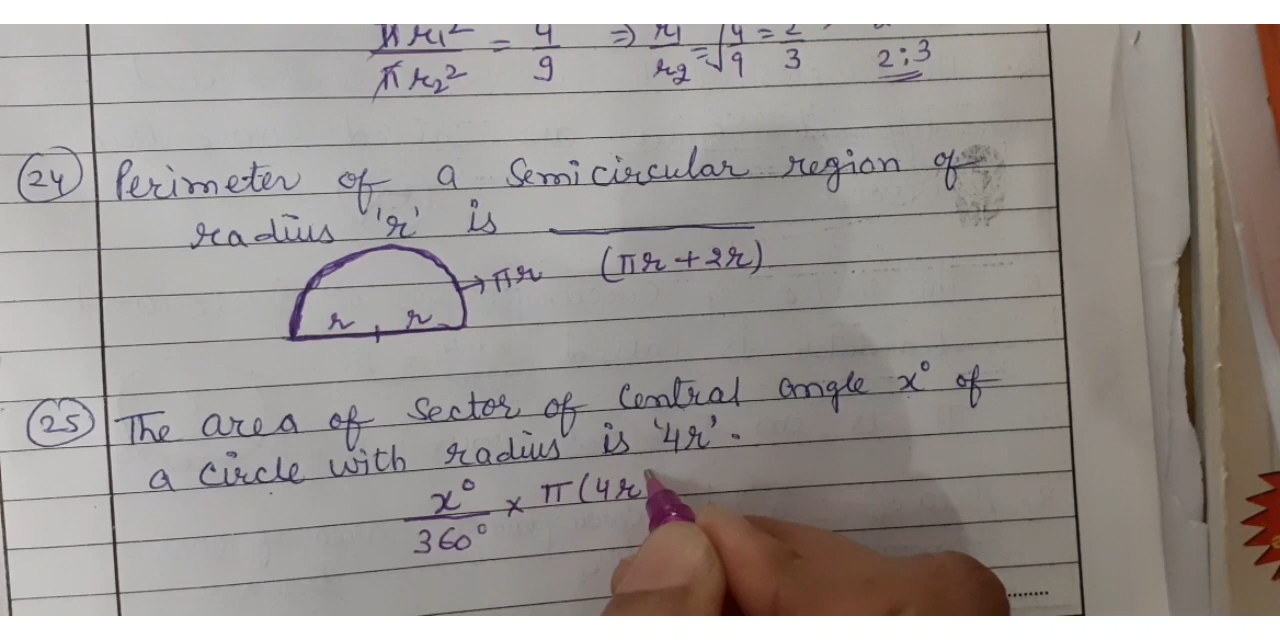 πr₁² = 4 ⇒ r₁ = √4 = 2
πr₂² 9 r₂ 9 3 2:3
24 Perimeter of a Semicircular region of
radius 'r' is ________
→πr (πr + 2r)
r r
25 The area of Sector of Central angle x° of
a circle with radius is '4r'.
x° × π(4r
360°